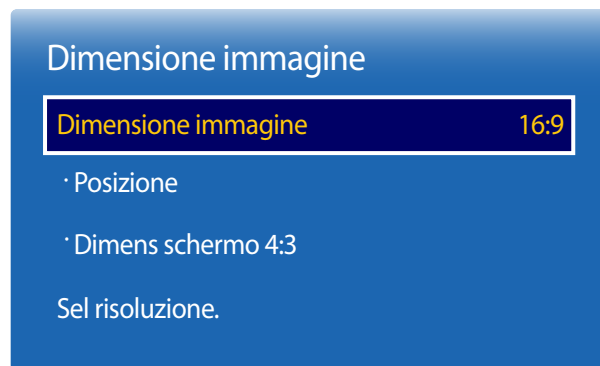 Dimensione immagine
Dimensione immagine 16:9
· Posizione
· Dimens schermo 4:3
Sel risoluzione.